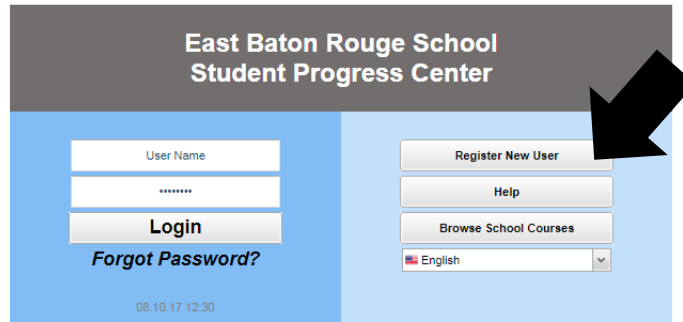 East Baton Rouge School
Student Progress Center
User Name
••••••••
Login
Forgot Password?
08.10.17 12:30
Register New User
Help
Browse School Courses
English